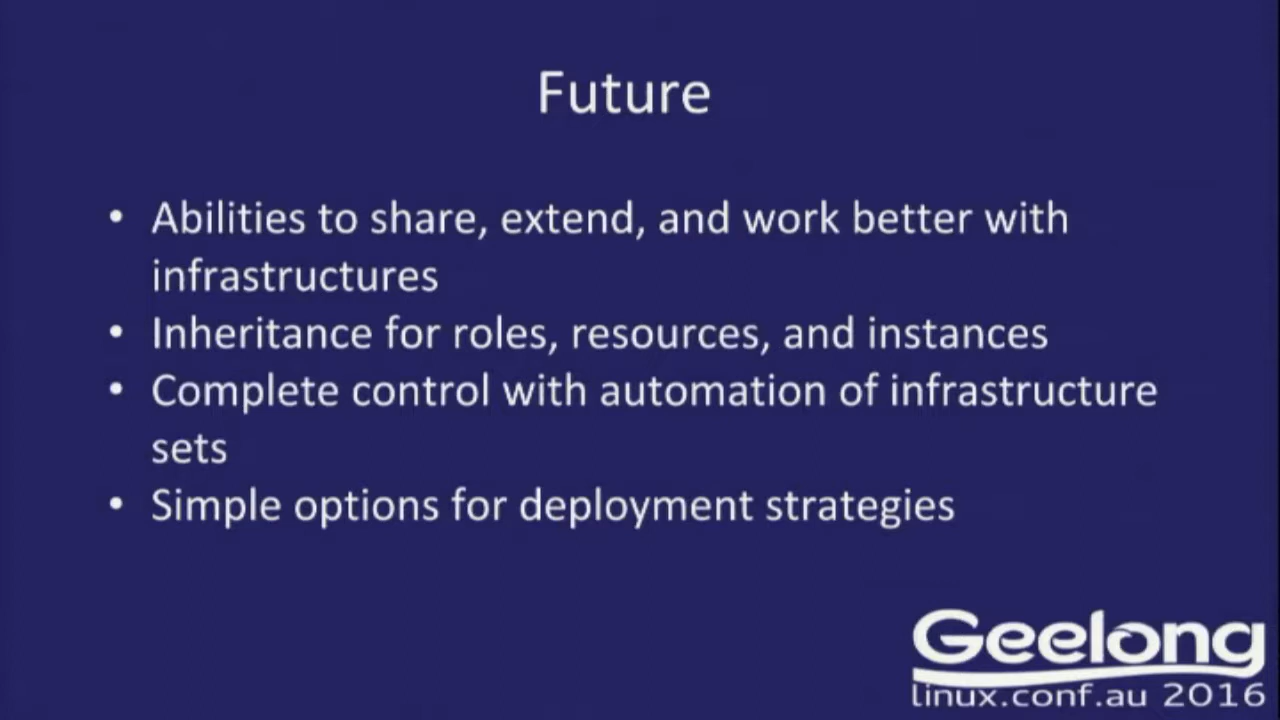 Future
• Abilities to share, extend, and work better with
infrastructures
• Inheritance for roles, resources, and instances
• Complete control with automation of infrastructure
sets
• Simple options for deployment strategies
Geelong
linux.conf.au 2016